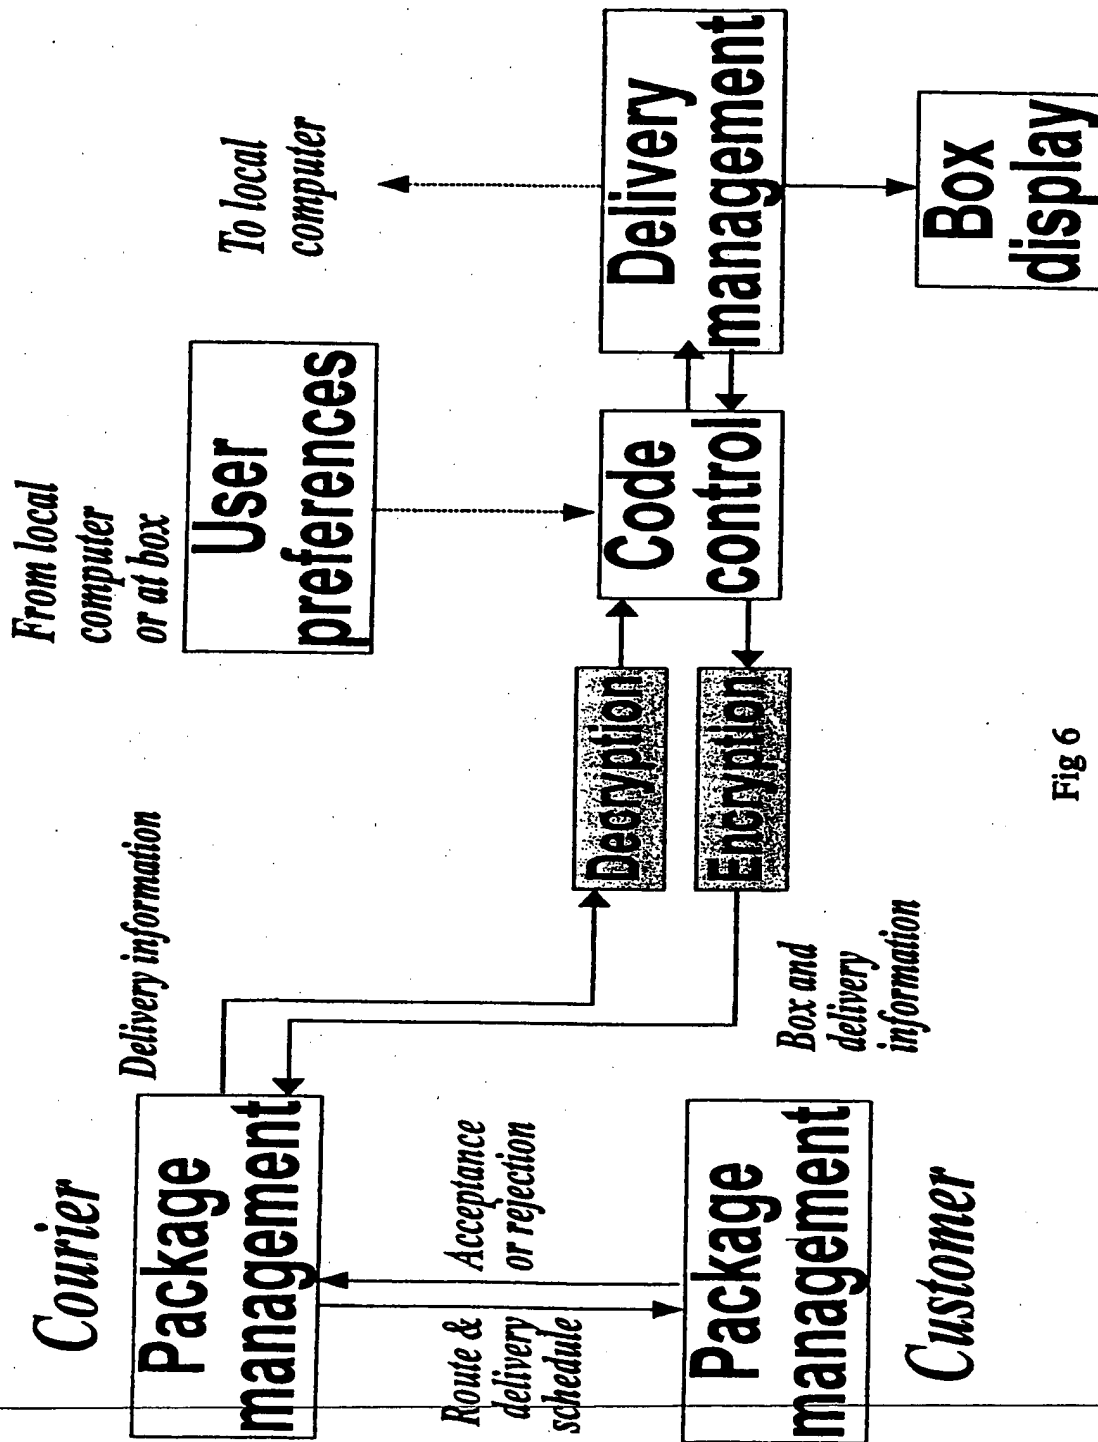 Courier
Package
management
Delivery information
Route &
delivery
schedule
Acceptance
or rejection
Package
management
Customer
Box and
delivery
information
Decryption
Encryption
From local
computer
or at box
User
preferences
Code
control
To local
computer
Delivery
management
Box
display
Fig 6